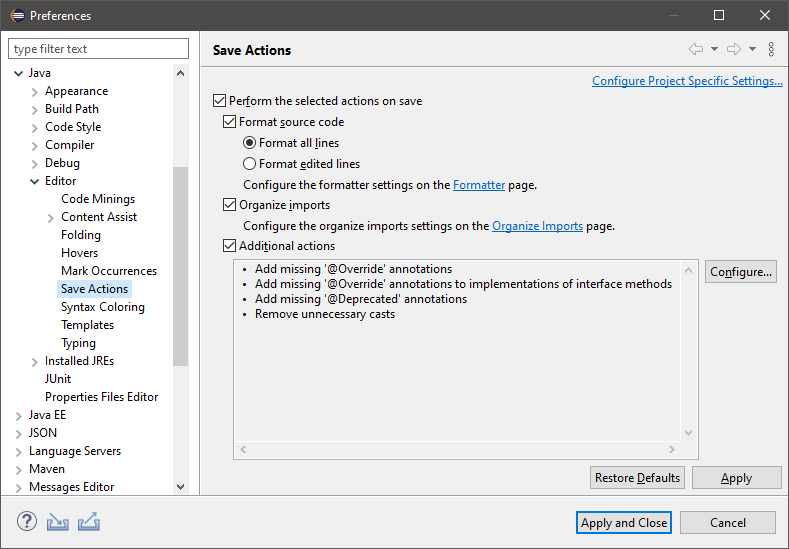 Preferences
type filter text
Java
Appearance
Build Path
Code Style
Compiler
Debug
Editor
Code Minings
Content Assist
Folding
Hovers
Mark Occurrences
Save Actions
Syntax Coloring
Templates
Typing
Installed JREs
JUnit
Properties Files Editor
Java EE
JSON
Language Servers
Maven
Messages Editor
Save Actions
Configure Project Specific Settings...
Perform the selected actions on save
Format source code
Format all lines
Format edited lines
Configure the formatter settings on the Formatter page.
Organize imports
Configure the organize imports settings on the Organize Imports page.
Additional actions
• Add missing '@Override' annotations
• Add missing '@Override' annotations to implementations of interface methods
• Add missing '@Deprecated' annotations
• Remove unnecessary casts
Configure...
Restore Defaults
Apply
Apply and Close
Cancel